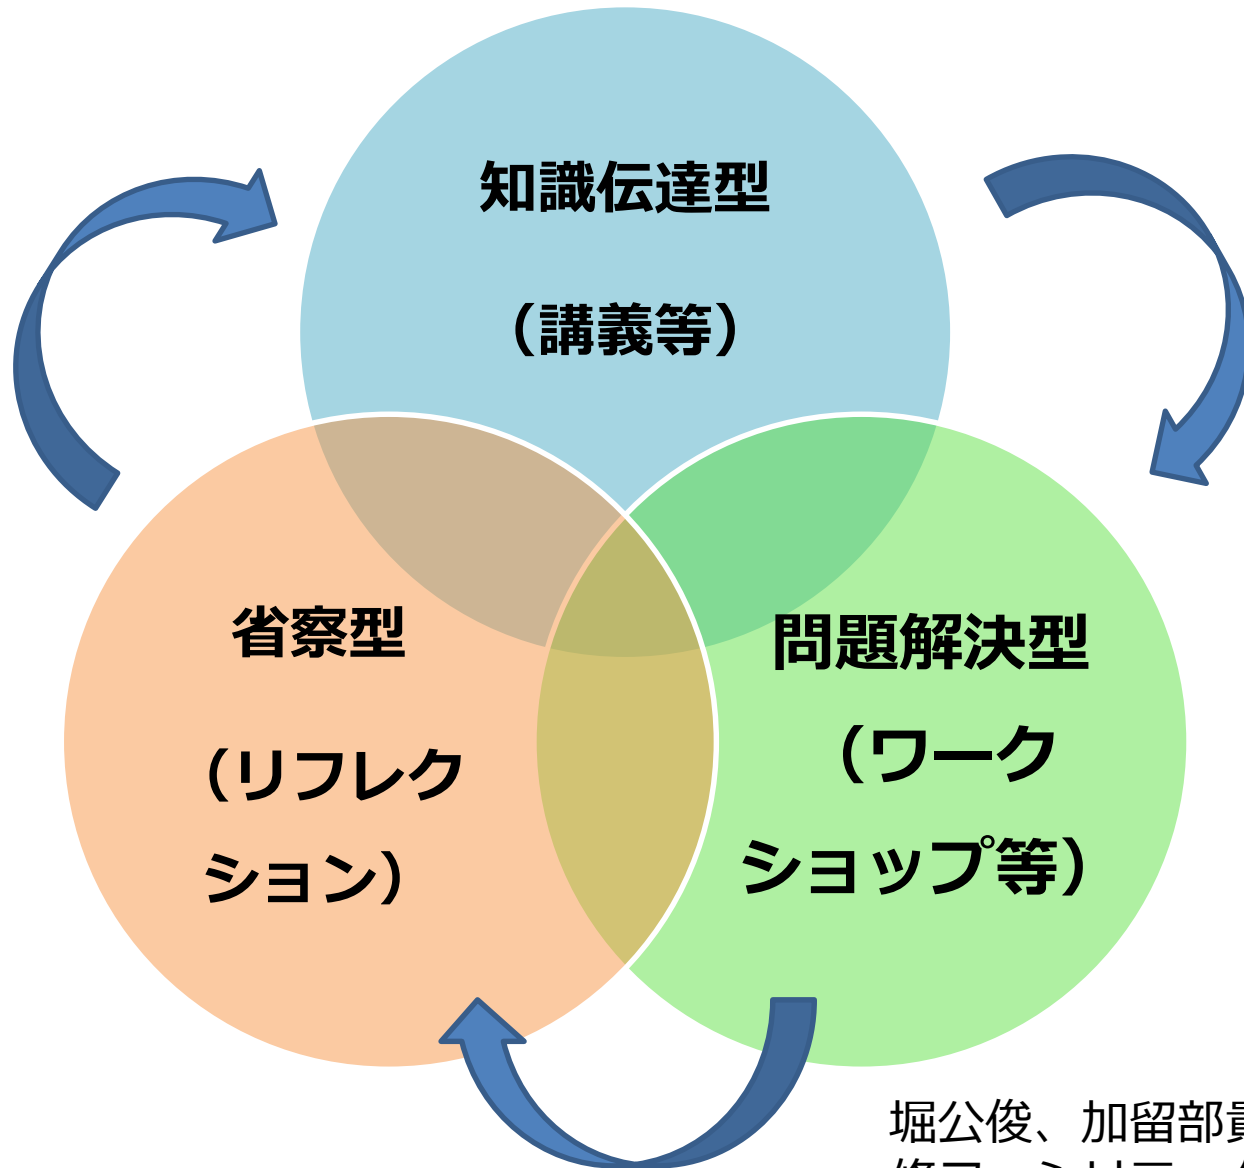 知識伝達型
（講義等）
省察型
（リフレク
ション）
問題解決型
（ワーク
ショップ等）
堀公俊、加留部貴